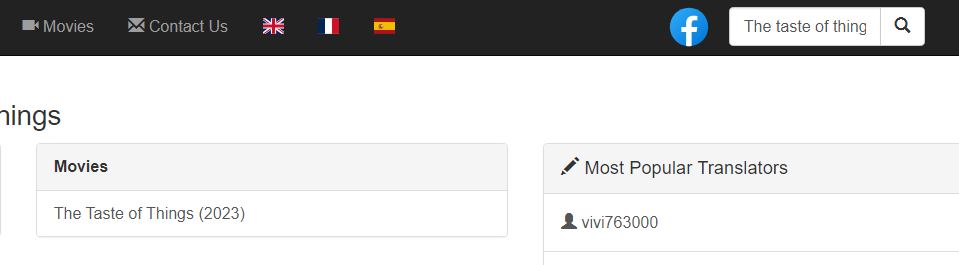 Movies Contact Us The taste of thing
hings
Movies
The Taste of Things (2023)
Most Popular Translators
vivi763000